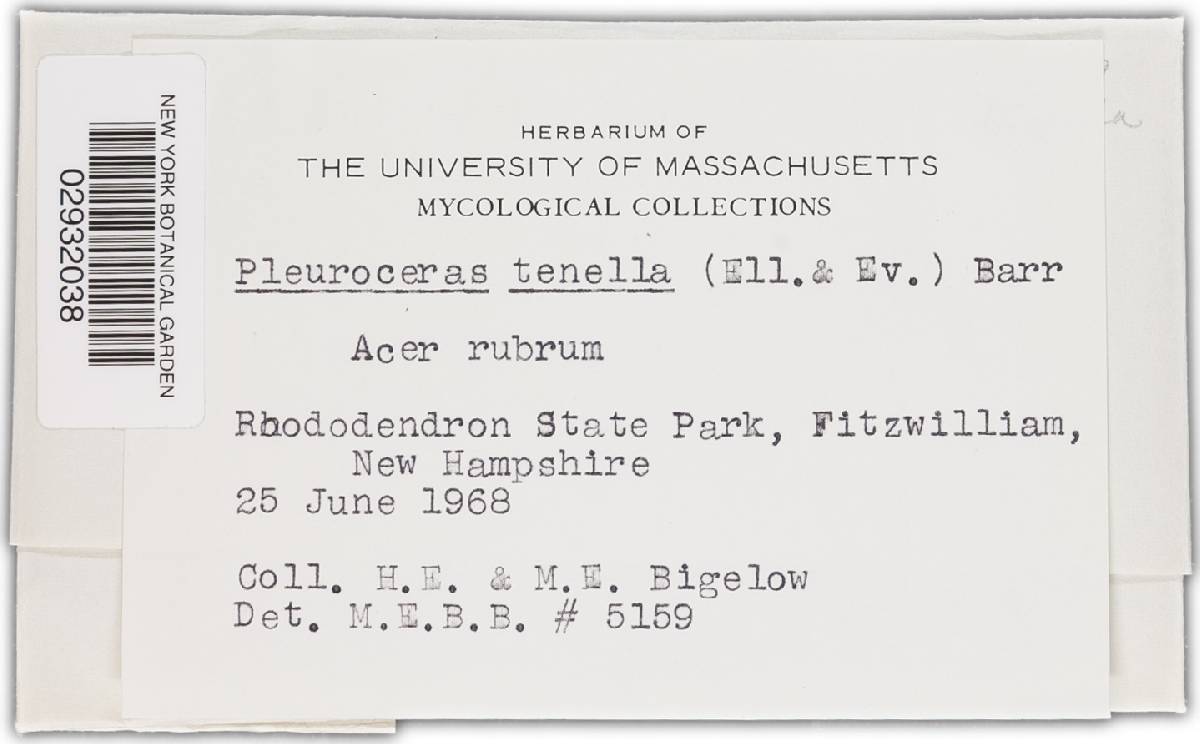 NEW YORK BOTANICAL GARDEN
02932038
HERBARIUM OF
THE UNIVERSITY OF MASSACHUSETTS
MYCOLOGICAL COLLECTIONS
Pleuroceras tenella (Ell.& Ev.) Barr
Acer rubrum
Rhododendron State Park, Fitzwilliam,
New Hampshire
25 June 1968
Coll. H.E. & M.E. Bigelow
Det. M.E.B.B. # 5159